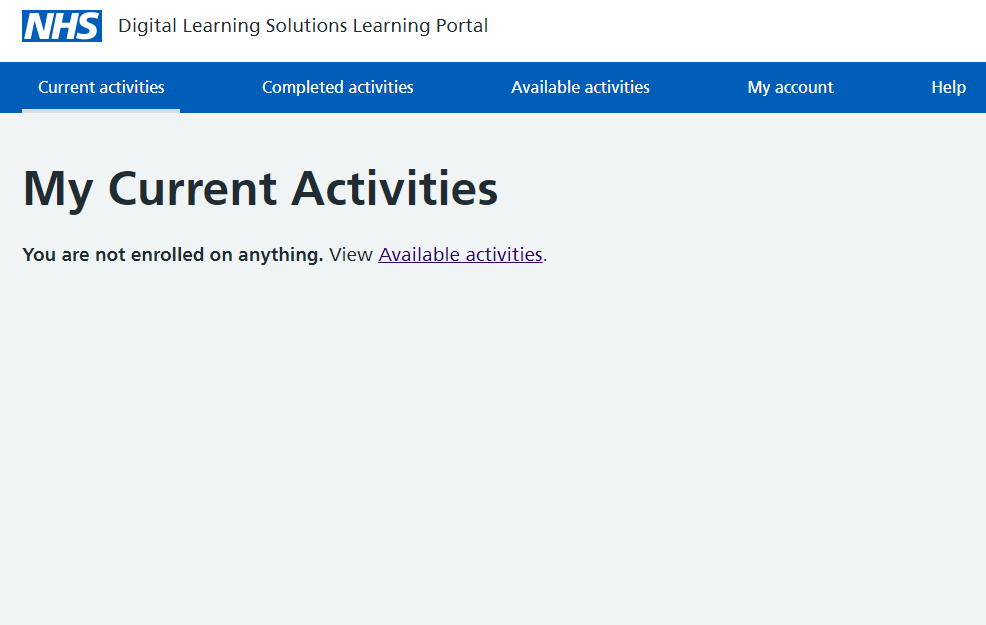 NHS Digital Learning Solutions Learning Portal
Current activities Completed activities Available activities My account Help
My Current Activities
You are not enrolled on anything. View Available activities.